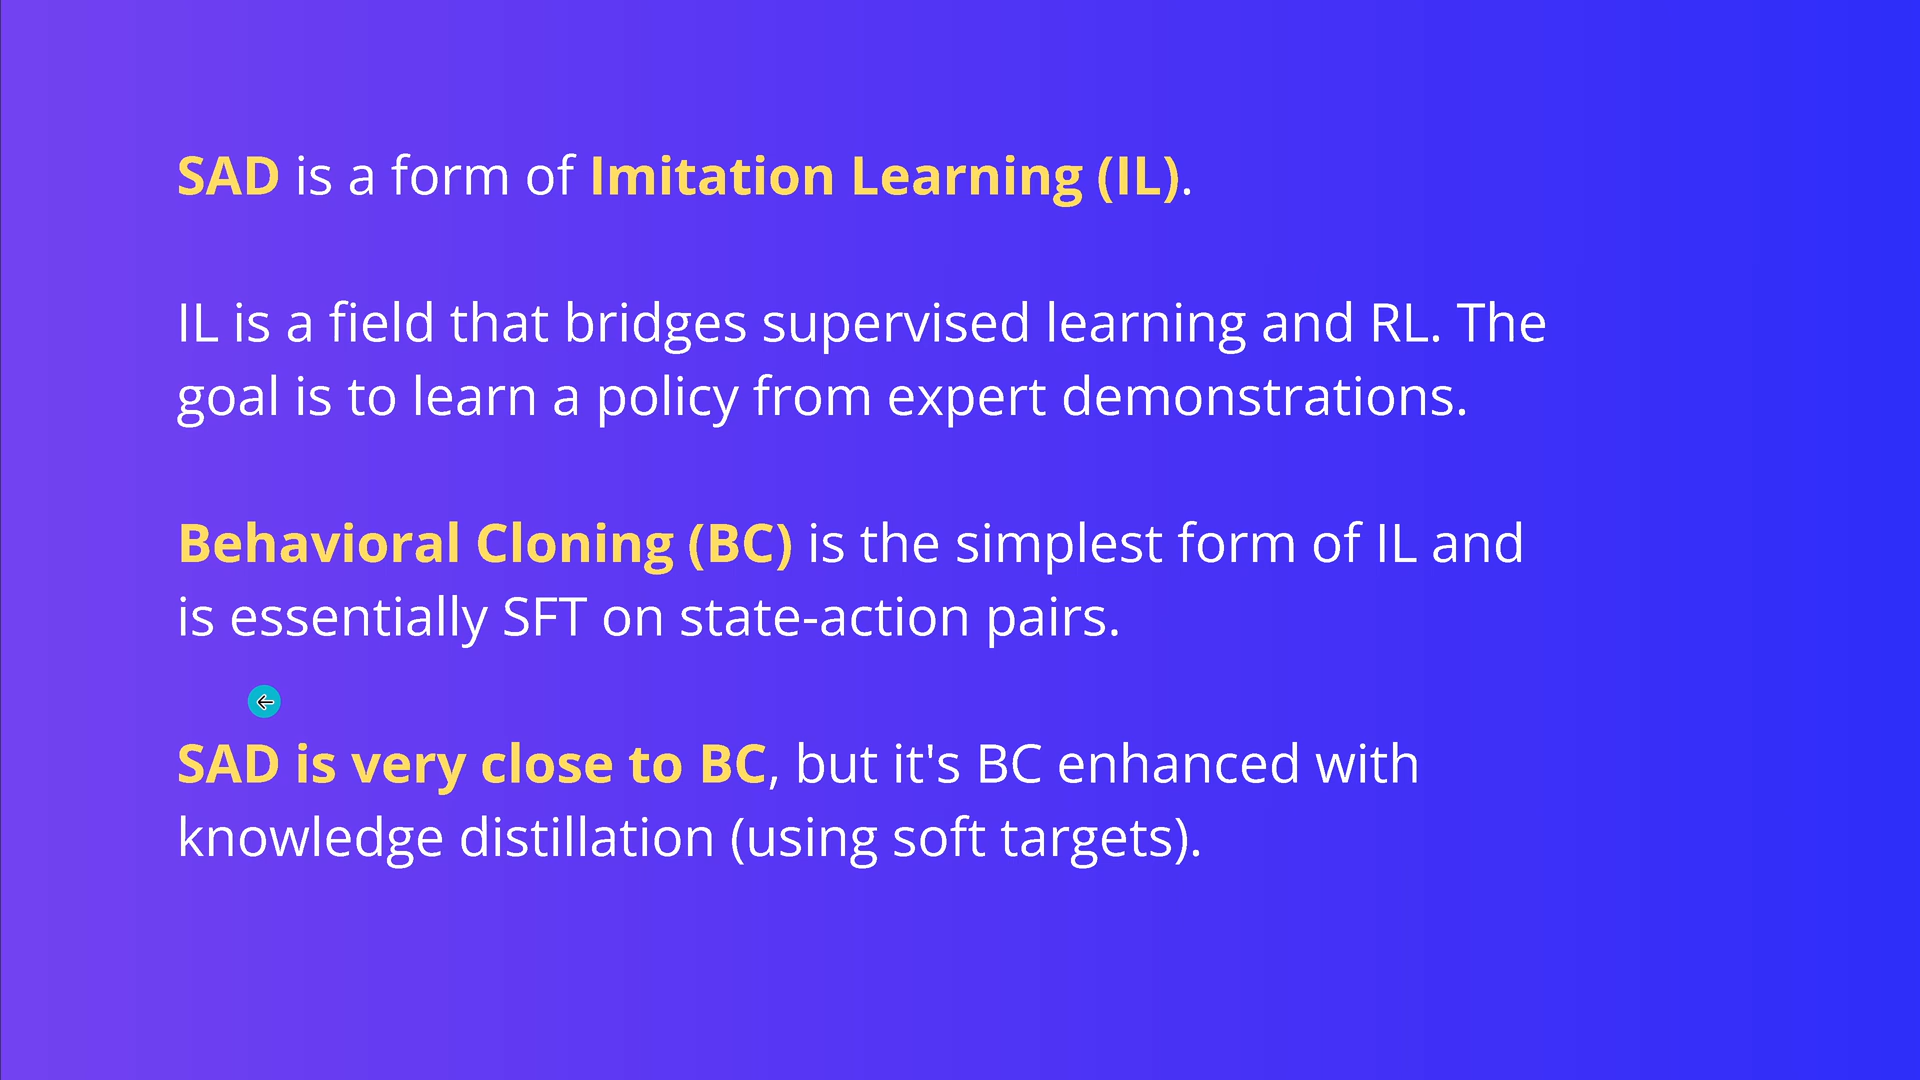 SAD is a form of Imitation Learning (IL).
IL is a field that bridges supervised learning and RL. The
goal is to learn a policy from expert demonstrations.
Behavioral Cloning (BC) is the simplest form of IL and
is essentially SFT on state-action pairs.
SAD is very close to BC, but it's BC enhanced with
knowledge distillation (using soft targets).